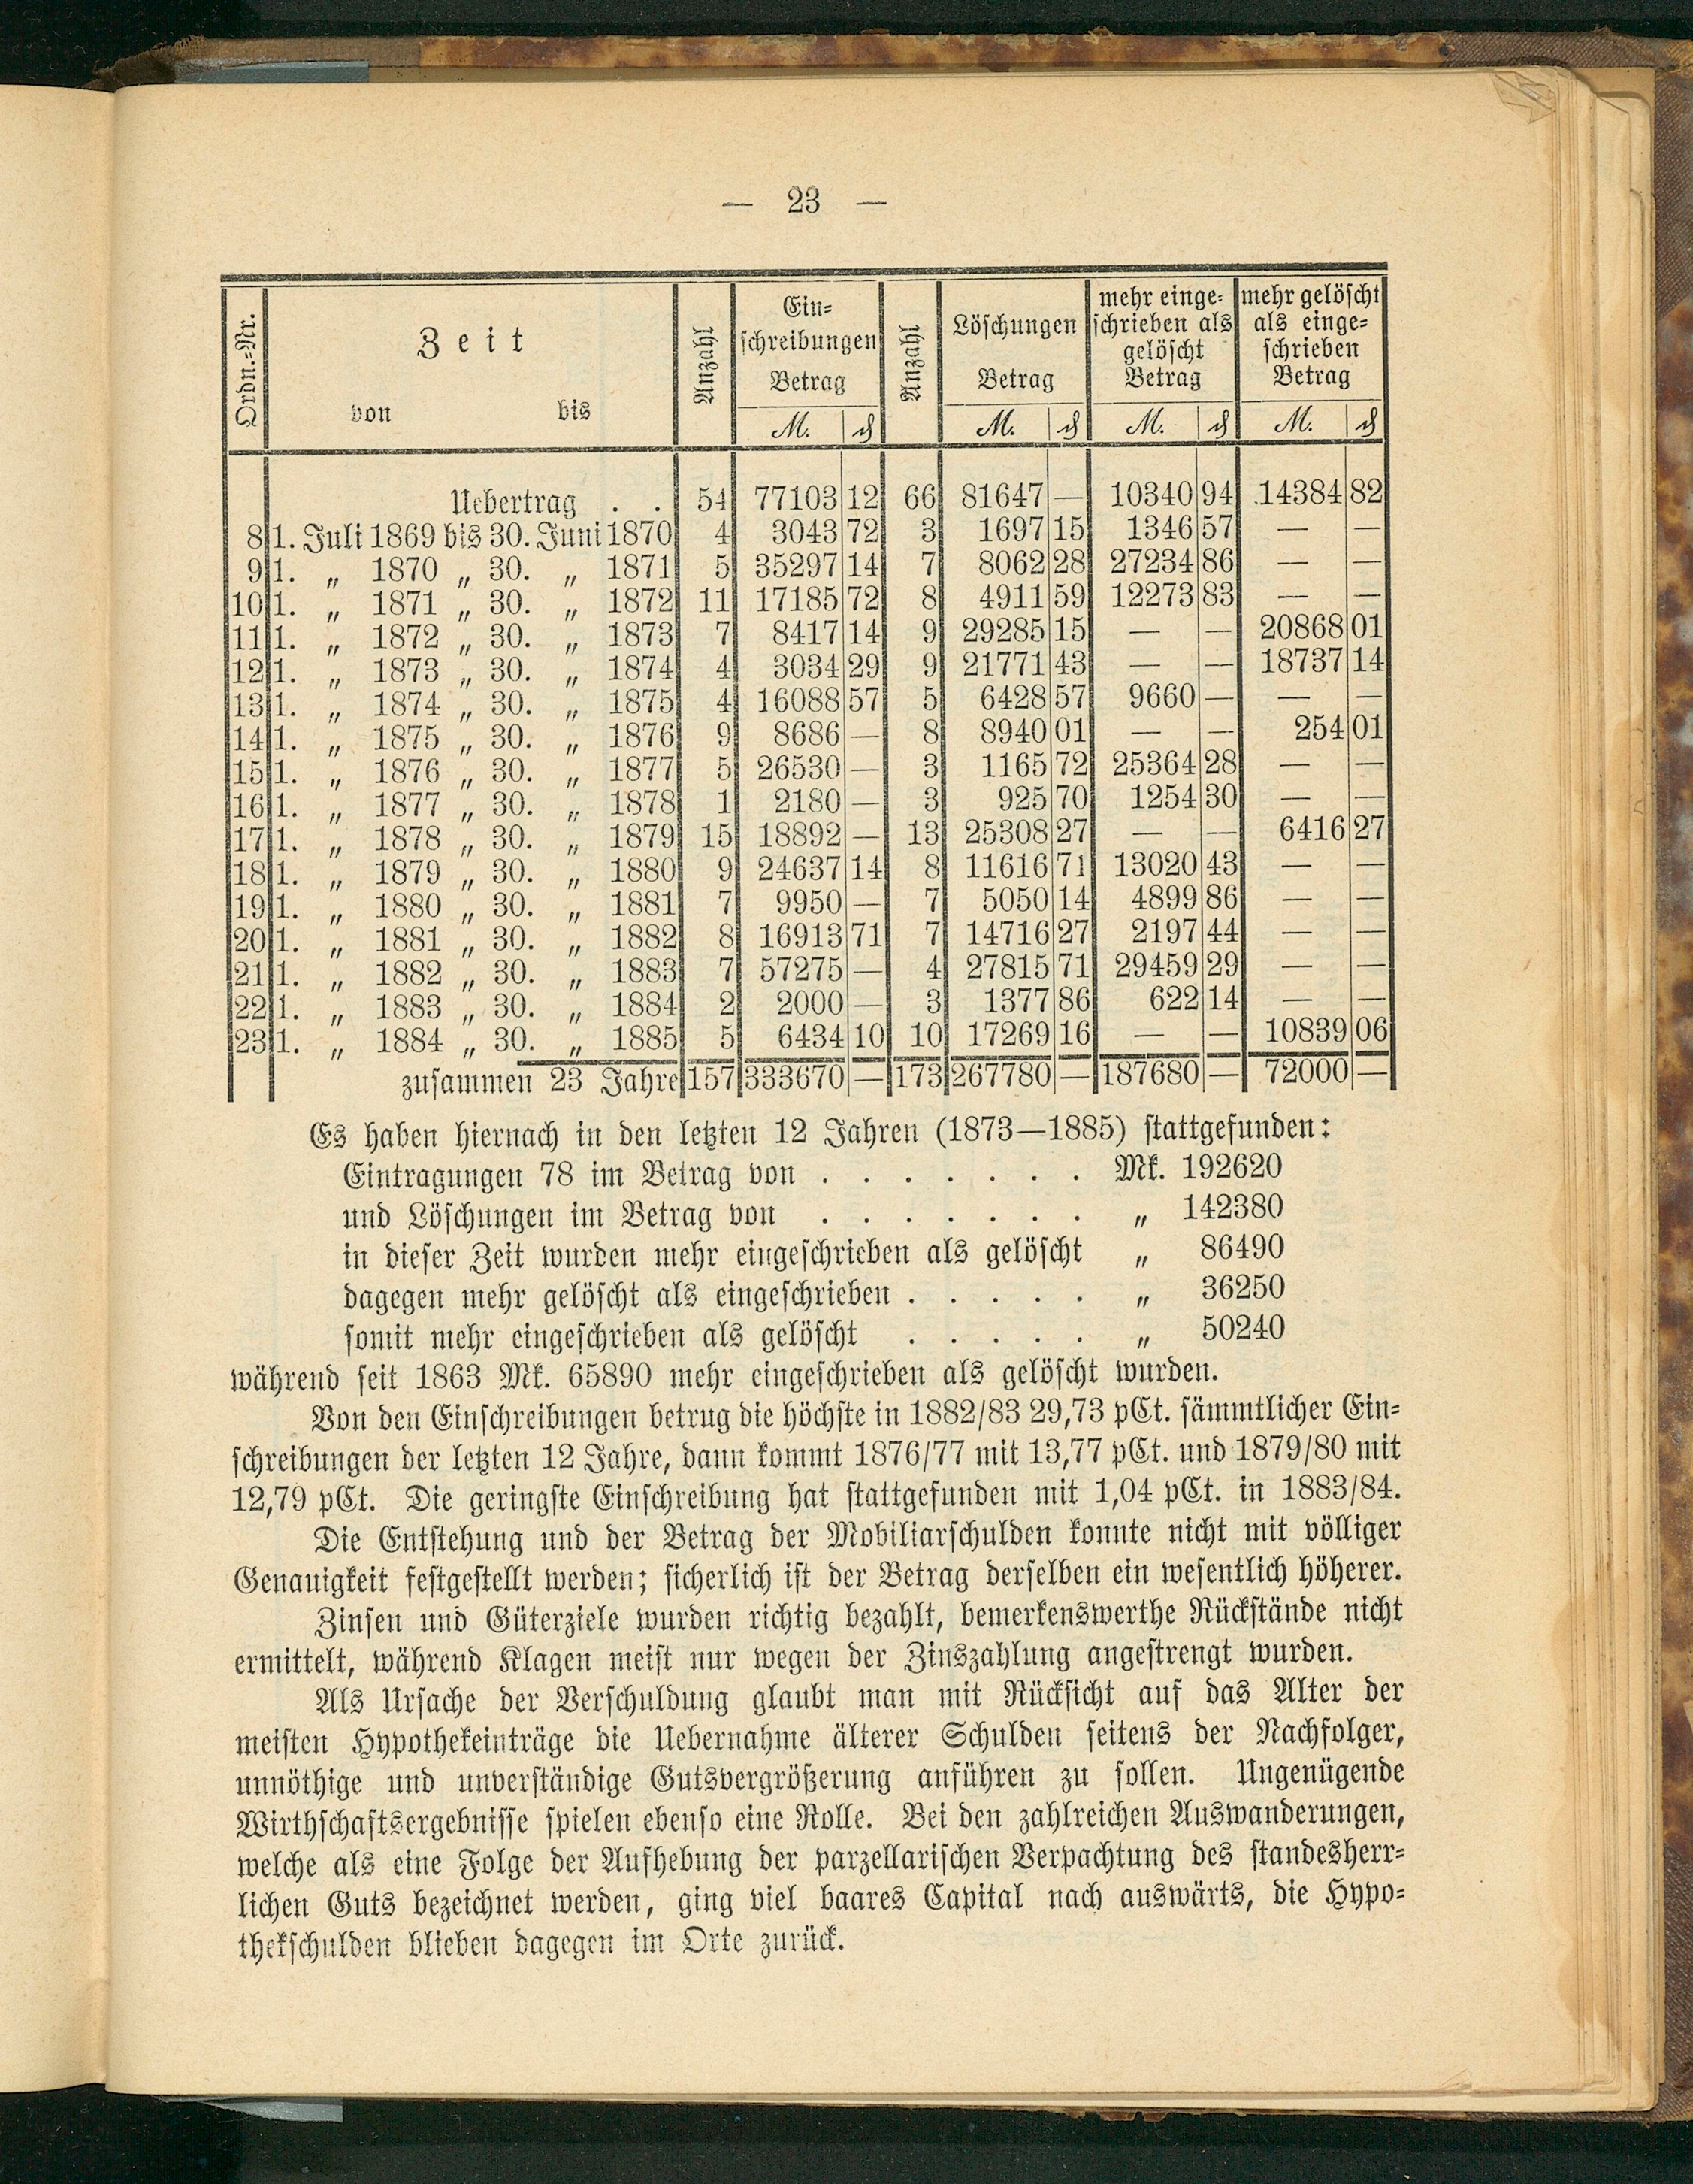 — 23 —
Ordn.-Nr. Zeit von bis Anzahl Ein-schreibungen Betrag M. ₰ Anzahl Löschungen Betrag M. ₰ mehr einge-schrieben als gelöscht Betrag M. ₰ mehr gelöscht als einge-schrieben Betrag M. ₰
Uebertrag . . 54 77103 12 66 81647 — 10340 94 14384 82
8 1. Juli 1869 bis 30. Juni 1870 4 3043 72 3 1697 15 1346 57 — —
9 1. „ 1870 „ 30. „ 1871 5 35297 14 7 8062 28 27234 86 — —
10 1. „ 1871 „ 30. „ 1872 11 17185 72 8 4911 59 12273 83 — —
11 1. „ 1872 „ 30. „ 1873 7 8417 14 9 29285 15 — — 20868 01
12 1. „ 1873 „ 30. „ 1874 4 3034 29 9 21771 43 — — 18737 14
13 1. „ 1874 „ 30. „ 1875 4 16088 57 5 6428 57 9660 — — —
14 1. „ 1875 „ 30. „ 1876 9 8686 — 8 8940 01 — — 254 01
15 1. „ 1876 „ 30. „ 1877 5 26530 — 3 1165 72 25364 28 — —
16 1. „ 1877 „ 30. „ 1878 1 2180 — 3 925 70 1254 30 — —
17 1. „ 1878 „ 30. „ 1879 15 18892 — 13 25308 27 — — 6416 27
18 1. „ 1879 „ 30. „ 1880 9 24637 14 8 11616 71 13020 43 — —
19 1. „ 1880 „ 30. „ 1881 7 9950 — 7 5050 14 4899 86 — —
20 1. „ 1881 „ 30. „ 1882 8 16913 71 7 14716 27 2197 44 — —
21 1. „ 1882 „ 30. „ 1883 7 57275 — 4 27815 71 29459 29 — —
22 1. „ 1883 „ 30. „ 1884 2 2000 — 3 1377 86 622 14 — —
23 1. „ 1884 „ 30. „ 1885 5 6434 10 10 17269 16 — — 10839 06
zusammen 23 Jahre 157 333670 — 173 267780 — 187680 — 72000 —
Es haben hiernach in den letzten 12 Jahren (1873—1885) stattgefunden:
Eintragungen 78 im Betrag von . . . . . . . Mk. 192620
und Löschungen im Betrag von . . . . . . . „ 142380
in dieser Zeit wurden mehr eingeschrieben als gelöscht „ 86490
dagegen mehr gelöscht als eingeschrieben . . . . . „ 36250
somit mehr eingeschrieben als gelöscht . . . . . „ 50240
während seit 1863 Mk. 65890 mehr eingeschrieben als gelöscht wurden.
Von den Einschreibungen betrug die höchste in 1882/83 29,73 pCt. sämmtlicher Ein-
schreibungen der letzten 12 Jahre, dann kommt 1876/77 mit 13,77 pCt. und 1879/80 mit
12,79 pCt. Die geringste Einschreibung hat stattgefunden mit 1,04 pCt. in 1883/84.
Die Entstehung und der Betrag der Mobiliarschulden konnte nicht mit völliger
Genauigkeit festgestellt werden; sicherlich ist der Betrag derselben ein wesentlich höherer.
Zinsen und Güterziele wurden richtig bezahlt, bemerkenswerthe Rückstände nicht
ermittelt, während Klagen meist nur wegen der Zinszahlung angestrengt wurden.
Als Ursache der Verschuldung glaubt man mit Rücksicht auf das Alter der
meisten Hypothekeinträge die Uebernahme älterer Schulden seitens der Nachfolger,
unnöthige und unverständige Gutsvergrößerung anführen zu sollen. Ungenügende
Wirthschaftsergebnisse spielen ebenso eine Rolle. Bei den zahlreichen Auswanderungen,
welche als eine Folge der Aufhebung der parzellarischen Verpachtung des standesherr-
lichen Guts bezeichnet werden, ging viel baares Capital nach auswärts, die Hypo-
thekschulden blieben dagegen im Orte zurück.